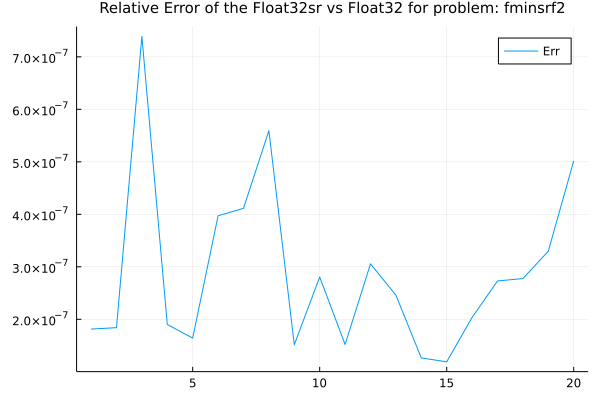 Relative Error of the Float32sr vs Float32 for problem: fminsrf2
Err
7.0×10⁻⁷
6.0×10⁻⁷
5.0×10⁻⁷
4.0×10⁻⁷
3.0×10⁻⁷
2.0×10⁻⁷
5 10 15 20